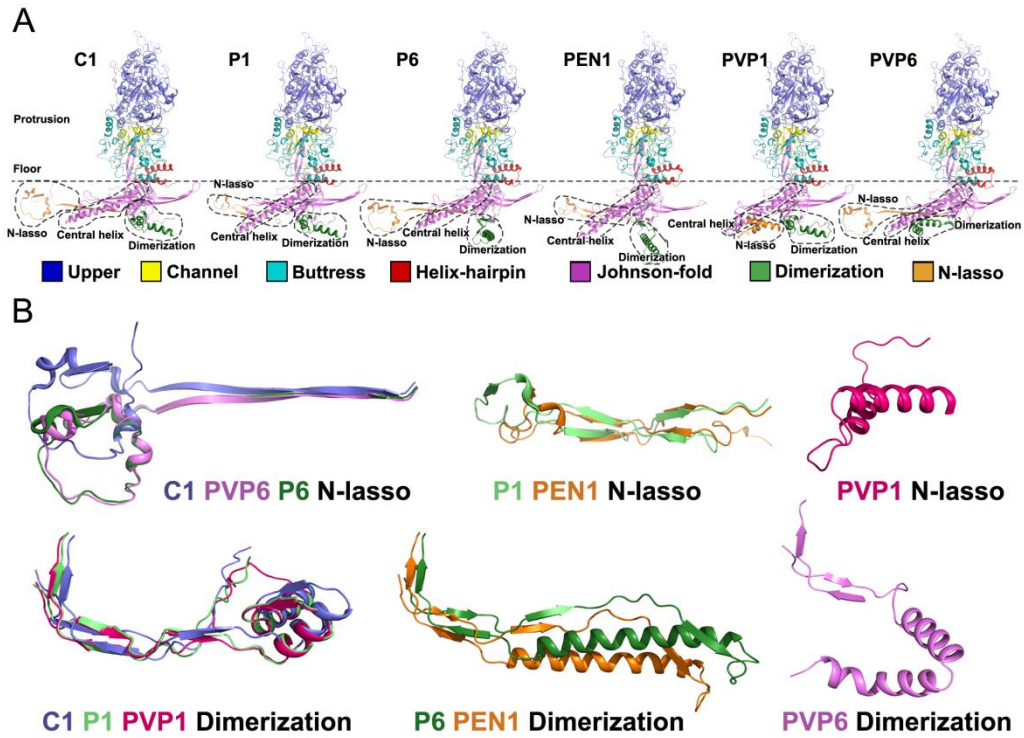 A
C1 P1 P6 PEN1 PVP1 PVP6
Protrusion
Floor
N-lasso Central helix Dimerization
N-lasso Central helix Dimerization
N-lasso Central helix Dimerization
N-lasso Central helix Dimerization
Central helix N-lasso Dimerization
N-lasso Central helix Dimerization
Upper Channel Buttress Helix-hairpin Johnson-fold Dimerization N-lasso
B
C1 PVP6 P6 N-lasso
P1 PEN1 N-lasso
PVP1 N-lasso
C1 P1 PVP1 Dimerization
P6 PEN1 Dimerization
PVP6 Dimerization